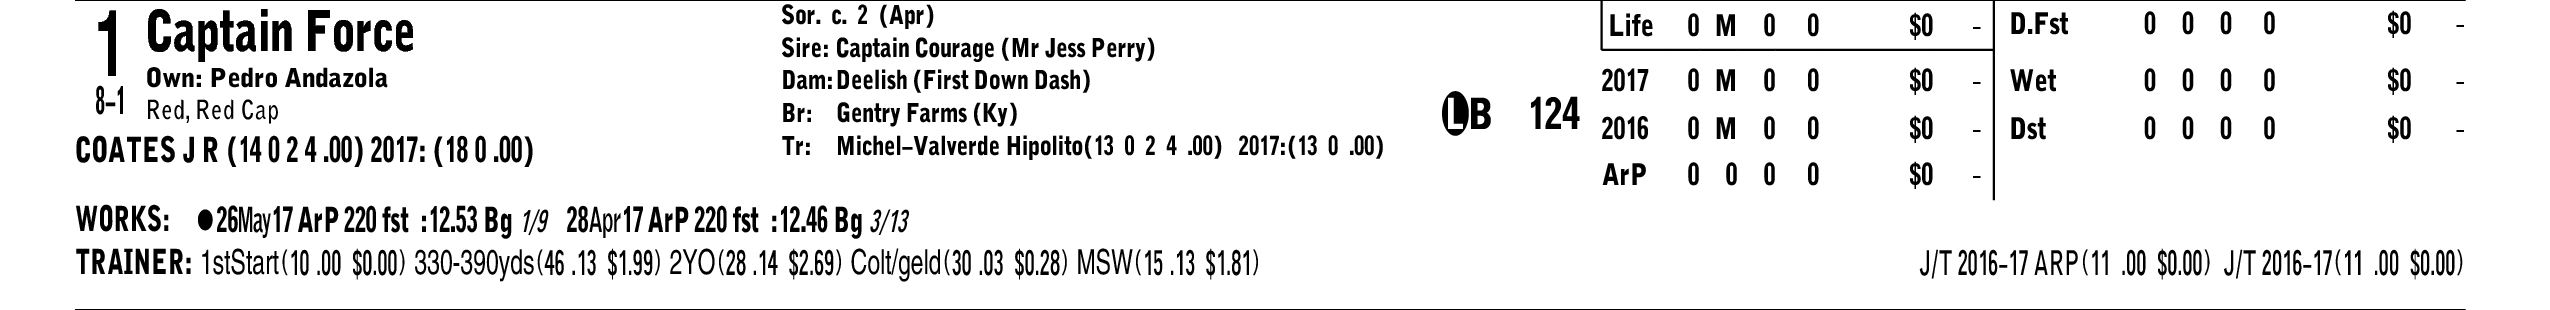 1 Captain Force
Own: Pedro Andazola
8-1 Red, Red Cap
COATES J R (14 0 2 4 .00) 2017: (18 0 .00)
Sor. c. 2 (Apr)
Sire: Captain Courage (Mr Jess Perry)
Dam: Deelish (First Down Dash)
Br: Gentry Farms (Ky)
Tr: Michel-Valverde Hipolito(13 0 2 4 .00) 2017:(13 0 .00)
LB 124
Life 0 M 0 0 $0 -
2017 0 M 0 0 $0 -
2016 0 M 0 0 $0 -
ArP 0 0 0 0 $0 -
D.Fst 0 0 0 0 $0 -
Wet 0 0 0 0 $0 -
Dst 0 0 0 0 $0 -
WORKS: ●26May17 ArP 220 fst :12.53 Bg 1/9 28Apr17 ArP 220 fst :12.46 Bg 3/13
TRAINER: 1stStart(10 .00 $0.00) 330-390yds(46 .13 $1.99) 2YO(28 .14 $2.69) Colt/geld(30 .03 $0.28) MSW(15 .13 $1.81) J/T 2016-17 ARP(11 .00 $0.00) J/T 2016-17(11 .00 $0.00)